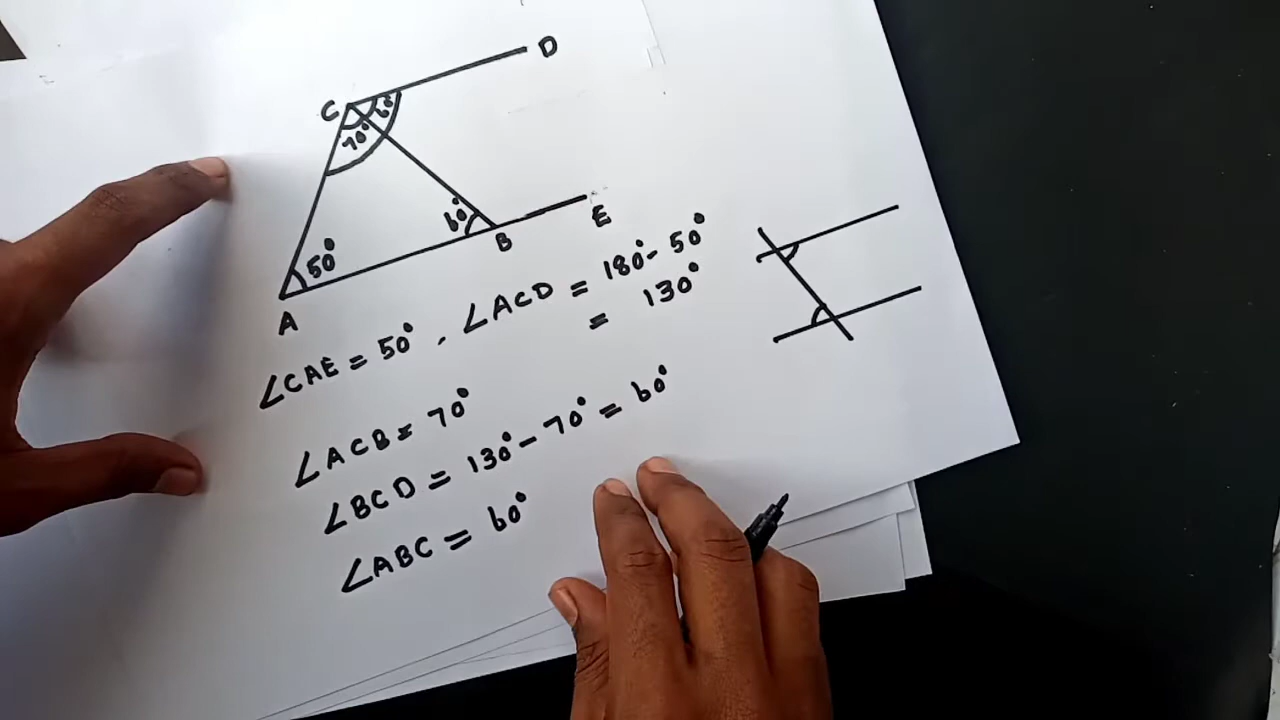 D
C
60°
70°
60°
E
B
50°
A
∠CAE = 50° , ∠ACD = 180° - 50°
= 130°
∠ACB = 70°
∠BCD = 130° - 70° = 60°
∠ABC = 60°